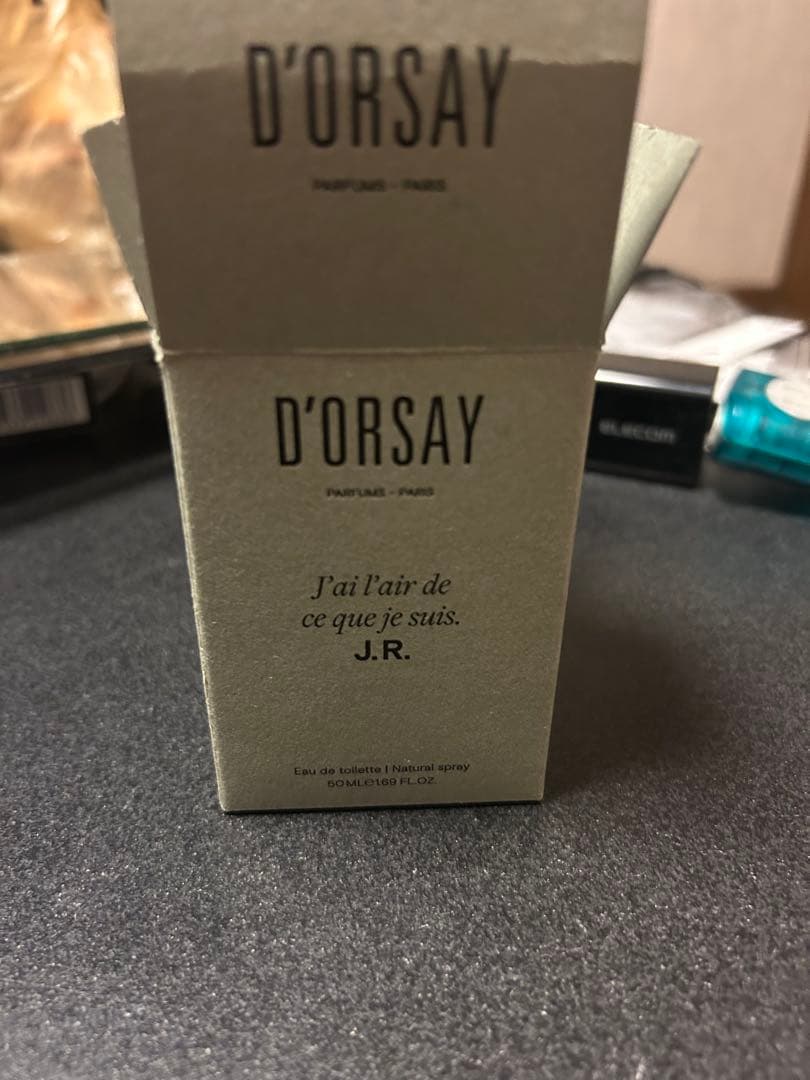 D'ORSAY
PARFUMS - PARIS
D'ORSAY
PARFUMS - PARIS
J'ai l'air de
ce que je suis.
J.R.
Eau de toilette | Natural spray
50 ML℮1.69 FL.OZ.
ELECOM